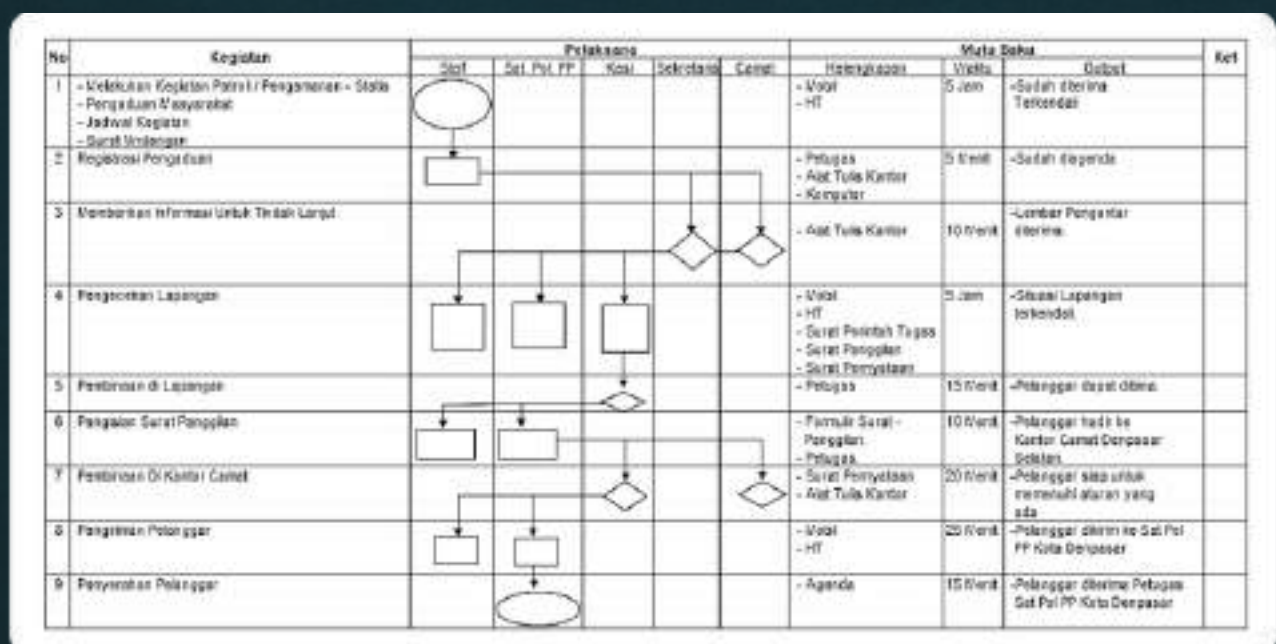 No Kegiatan Pelaksana Mutu Baku Ket
Staf Sat. Pol. PP Kasi Sekretaris Camat Kelengkapan Waktu Output
1 - Melakukan Kegiatan Patroli / Pengamanan - Statis - Mobil 5 Jam -Sudah diterima
- Pengaduan Masyarakat - HT Terkendali
- Jadwal Kegiatan
- Surat Undangan
2 Registrasi Pengaduan - Petugas 5 Menit -Sudah diagenda
- Alat Tulis Kantor
- Komputer
3 Memberikan Informasi Untuk Tindak Lanjut -Lembar Pengantar
- Alat Tulis Kantor 10 Menit diterima.
4 Pengecekan Lapangan - Mobil 5 Jam -Situasi Lapangan
- HT terkendali.
- Surat Perintah Tugas
- Surat Panggilan
- Surat Pernyataan
5 Pembinaan di Lapangan - Petugas 15 Menit -Pelanggar dapat dibina
6 Surat Panggilan - Formulir Surat - 10 Menit -Pelanggar hadir ke
Panggilan. Kantor Camat Denpasar
- Petugas. Selatan.
7 Pembinaan Di Kantor Camat - Surat Pernyataan 20 Menit -Pelanggar siap untuk
- Alat Tulis Kantor memenuhi aturan yang
ada
8 Pengiriman Pelanggar - Mobil 25 Menit -Pelanggar dikirim ke Sat Pol
- HT PP Kota Denpasar
9 Penyerahan Pelanggar - Agenda 15 Menit -Pelanggar diterima Petugas
Sat Pol PP Kota Denpasar